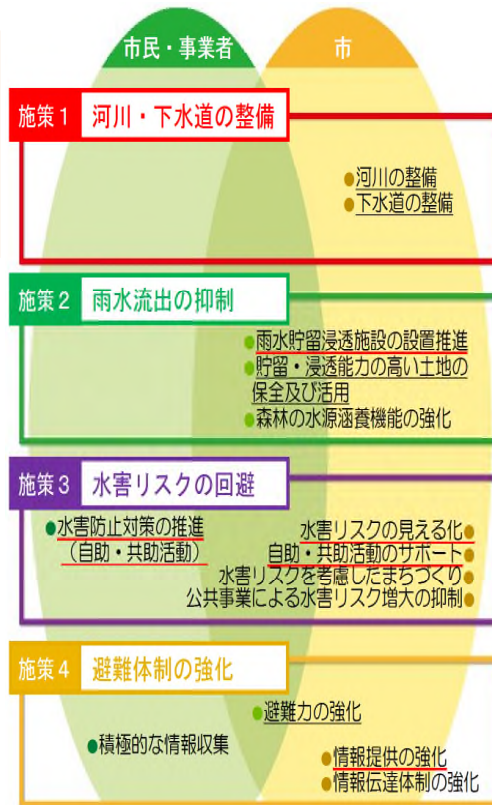 市民・事業者
市
施策1 河川・下水道の整備
●河川の整備
●下水道の整備
施策2 雨水流出の抑制
●雨水貯留浸透施設の設置推進
●貯留・浸透能力の高い土地の
保全及び活用
●森林の水源涵養機能の強化
施策3 水害リスクの回避
●水害防止対策の推進
（自助・共助活動）
水害リスクの見える化●
自助・共助活動のサポート●
水害リスクを考慮したまちづくり●
公共事業による水害リスク増大の抑制●
施策4 避難体制の強化
●避難力の強化
●積極的な情報収集
●情報提供の強化
●情報伝達体制の強化